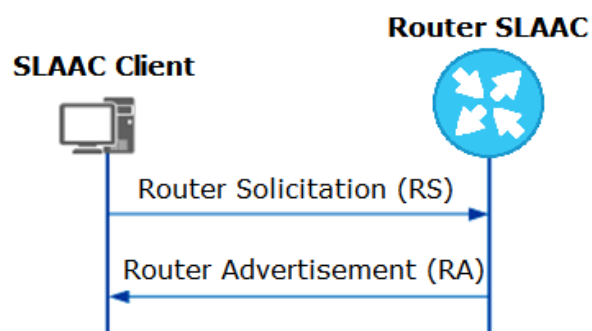 Router SLAAC
SLAAC Client
Router Solicitation (RS)
Router Advertisement (RA)